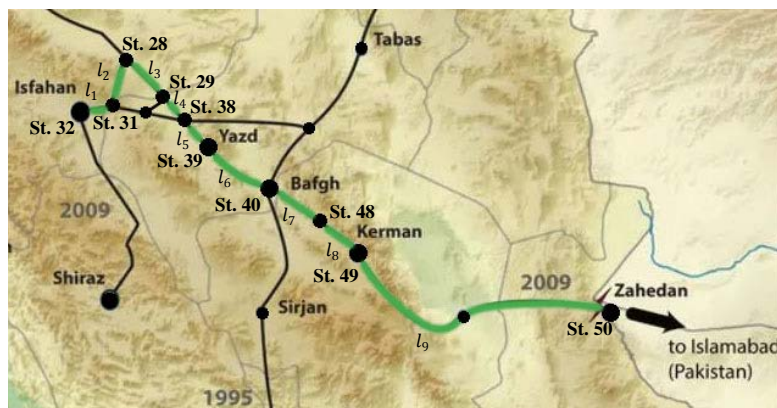 St. 28
Tabas
l2
l3
St. 29
Isfahan
l1
l4
St. 38
St. 32
St. 31
l5
Yazd
St. 39
l6
Bafgh
2009
St. 40
l7
St. 48
Kerman
l8
St. 49
Shiraz
2009
Zahedan
Sirjan
St. 50
l9
to Islamabad
(Pakistan)
1995